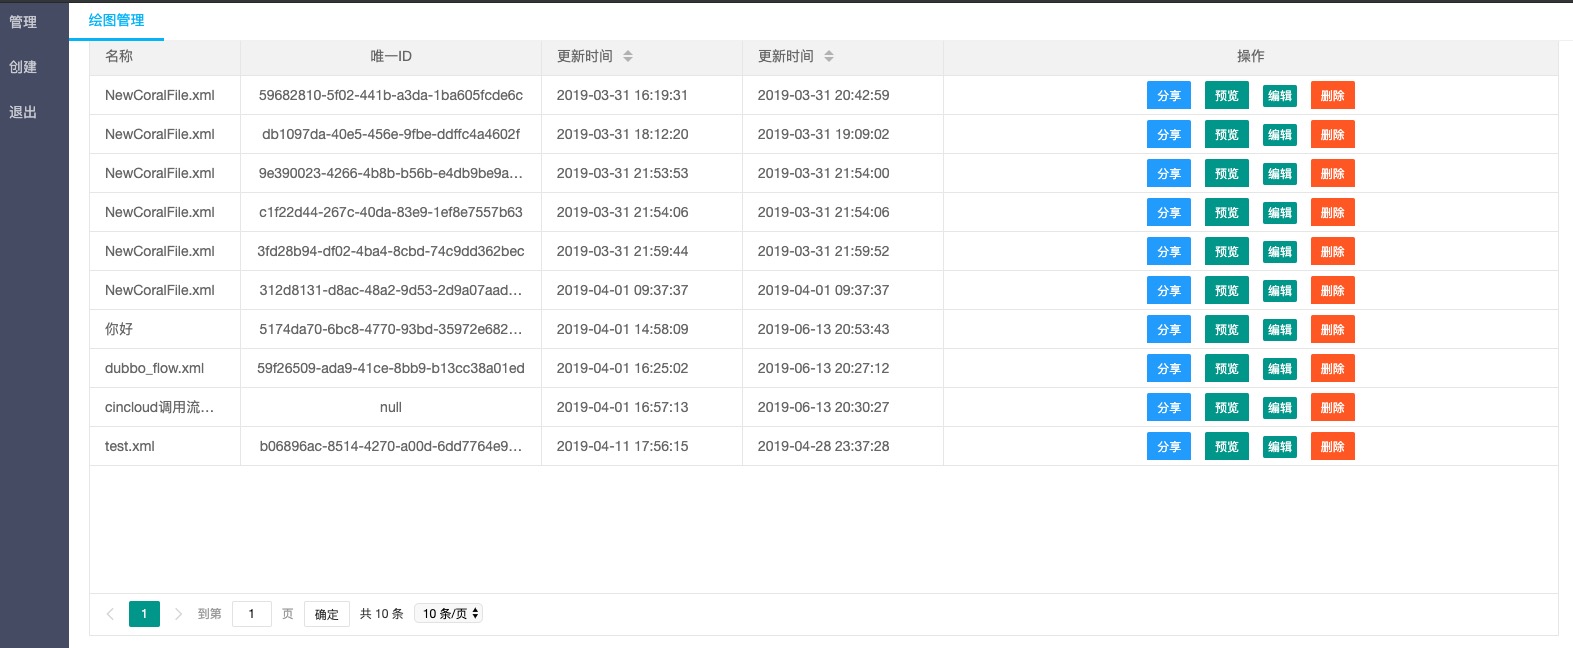 管理
创建
退出
绘图管理
名称 唯一ID 更新时间 更新时间 操作
NewCoralFile.xml 59682810-5f02-441b-a3da-1ba605fcde6c 2019-03-31 16:19:31 2019-03-31 20:42:59 分享 预览 编辑 删除
NewCoralFile.xml db1097da-40e5-456e-9fbe-ddffc4a4602f 2019-03-31 18:12:20 2019-03-31 19:09:02 分享 预览 编辑 删除
NewCoralFile.xml 9e390023-4266-4b8b-b56b-e4db9be9a... 2019-03-31 21:53:53 2019-03-31 21:54:00 分享 预览 编辑 删除
NewCoralFile.xml c1f22d44-267c-40da-83e9-1ef8e7557b63 2019-03-31 21:54:06 2019-03-31 21:54:06 分享 预览 编辑 删除
NewCoralFile.xml 3fd28b94-df02-4ba4-8cbd-74c9dd362bec 2019-03-31 21:59:44 2019-03-31 21:59:52 分享 预览 编辑 删除
NewCoralFile.xml 312d8131-d8ac-48a2-9d53-2d9a07aad... 2019-04-01 09:37:37 2019-04-01 09:37:37 分享 预览 编辑 删除
你好 5174da70-6bc8-4770-93bd-35972e682... 2019-04-01 14:58:09 2019-06-13 20:53:43 分享 预览 编辑 删除
dubbo_flow.xml 59f26509-ada9-41ce-8bb9-b13cc38a01ed 2019-04-01 16:25:02 2019-06-13 20:27:12 分享 预览 编辑 删除
cincloud调用流... null 2019-04-01 16:57:13 2019-06-13 20:30:27 分享 预览 编辑 删除
test.xml b06896ac-8514-4270-a00d-6dd7764e9... 2019-04-11 17:56:15 2019-04-28 23:37:28 分享 预览 编辑 删除
1 到第 1 页 确定 共 10 条 10 条/页